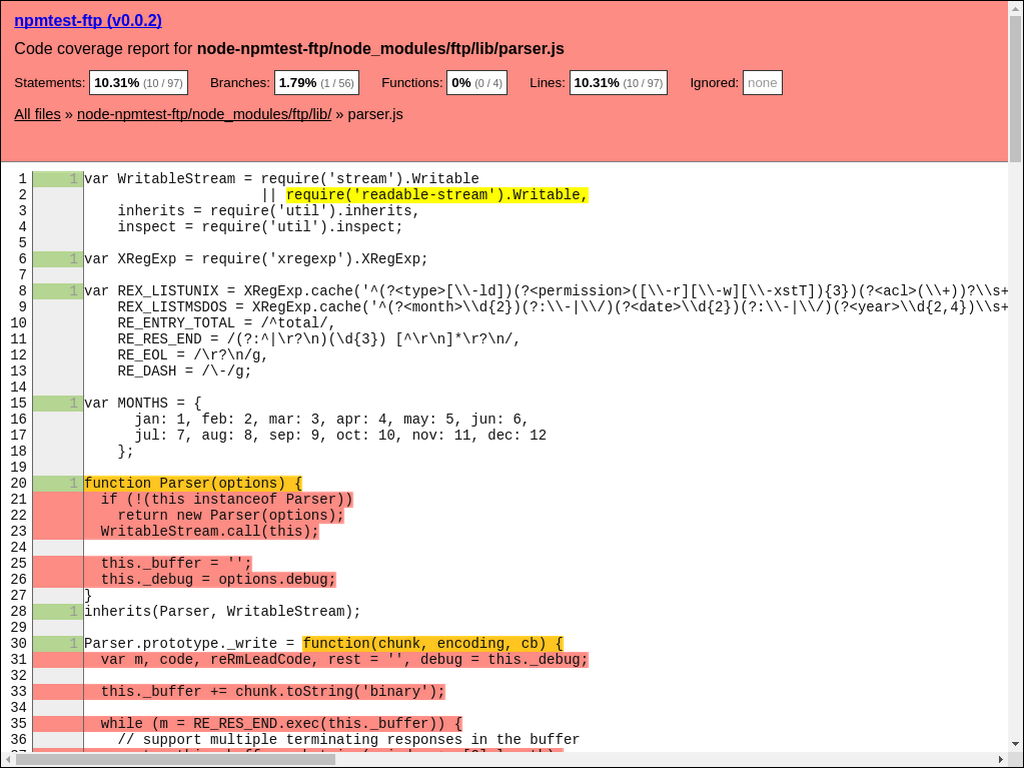 npmtest-ftp (v0.0.2)
Code coverage report for node-npmtest-ftp/node_modules/ftp/lib/parser.js
Statements: 10.31% (10 / 97) Branches: 1.79% (1 / 56) Functions: 0% (0 / 4) Lines: 10.31% (10 / 97) Ignored: none
All files » node-npmtest-ftp/node_modules/ftp/lib/ » parser.js
1 1 var WritableStream = require('stream').Writable
2 || require('readable-stream').Writable,
3 inherits = require('util').inherits,
4 inspect = require('util').inspect;
5
6 1 var XRegExp = require('xregexp').XRegExp;
7
8 1 var REX_LISTUNIX = XRegExp.cache('^(?<type>[\\-ld])(?<permission>([\\-r][\\-w][\\-xstT]){3})(?<acl>(\\+))?\\s+
9 REX_LISTMSDOS = XRegExp.cache('^(?<month>\\d{2})(?:\\-|\\/)(?<date>\\d{2})(?:\\-|\\/)(?<year>\\d{2,4})\\s+
10 RE_ENTRY_TOTAL = /^total/,
11 RE_RES_END = /(?:^|\r?\n)(\d{3}) [^\r\n]*\r?\n/,
12 RE_EOL = /\r?\n/g,
13 RE_DASH = /\-/g;
14
15 1 var MONTHS = {
16 jan: 1, feb: 2, mar: 3, apr: 4, may: 5, jun: 6,
17 jul: 7, aug: 8, sep: 9, oct: 10, nov: 11, dec: 12
18 };
19
20 1 function Parser(options) {
21 if (!(this instanceof Parser))
22 return new Parser(options);
23 WritableStream.call(this);
24
25 this._buffer = '';
26 this._debug = options.debug;
27 }
28 1 inherits(Parser, WritableStream);
29
30 1 Parser.prototype._write = function(chunk, encoding, cb) {
31 var m, code, reRmLeadCode, rest = '', debug = this._debug;
32
33 this._buffer += chunk.toString('binary');
34
35 while (m = RE_RES_END.exec(this._buffer)) {
36 // support multiple terminating responses in the buffer